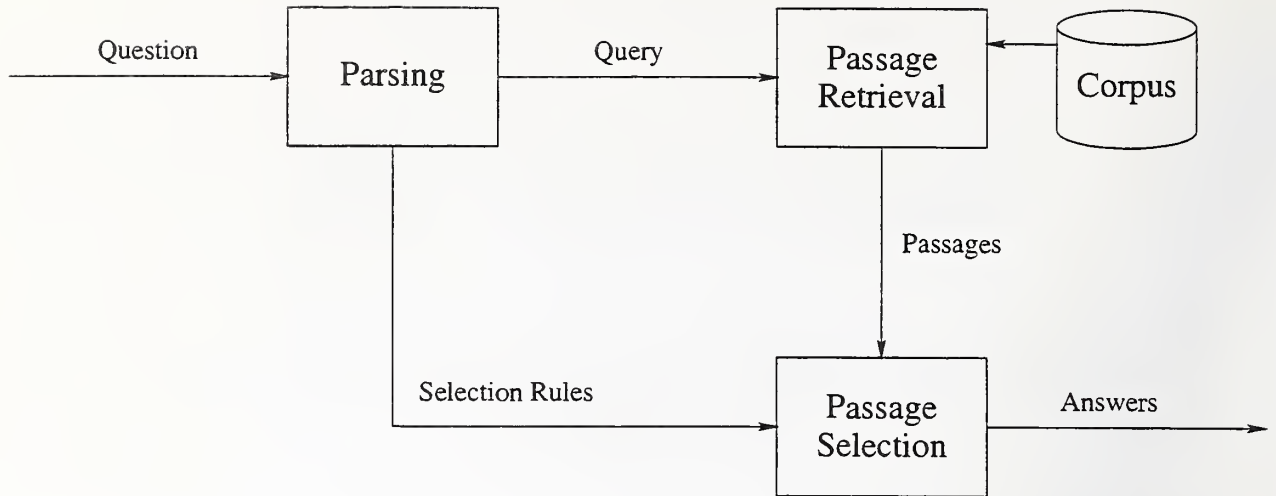 Question
Parsing
Query
Passage
Retrieval
Corpus
Passages
Selection Rules
Passage
Selection
Answers